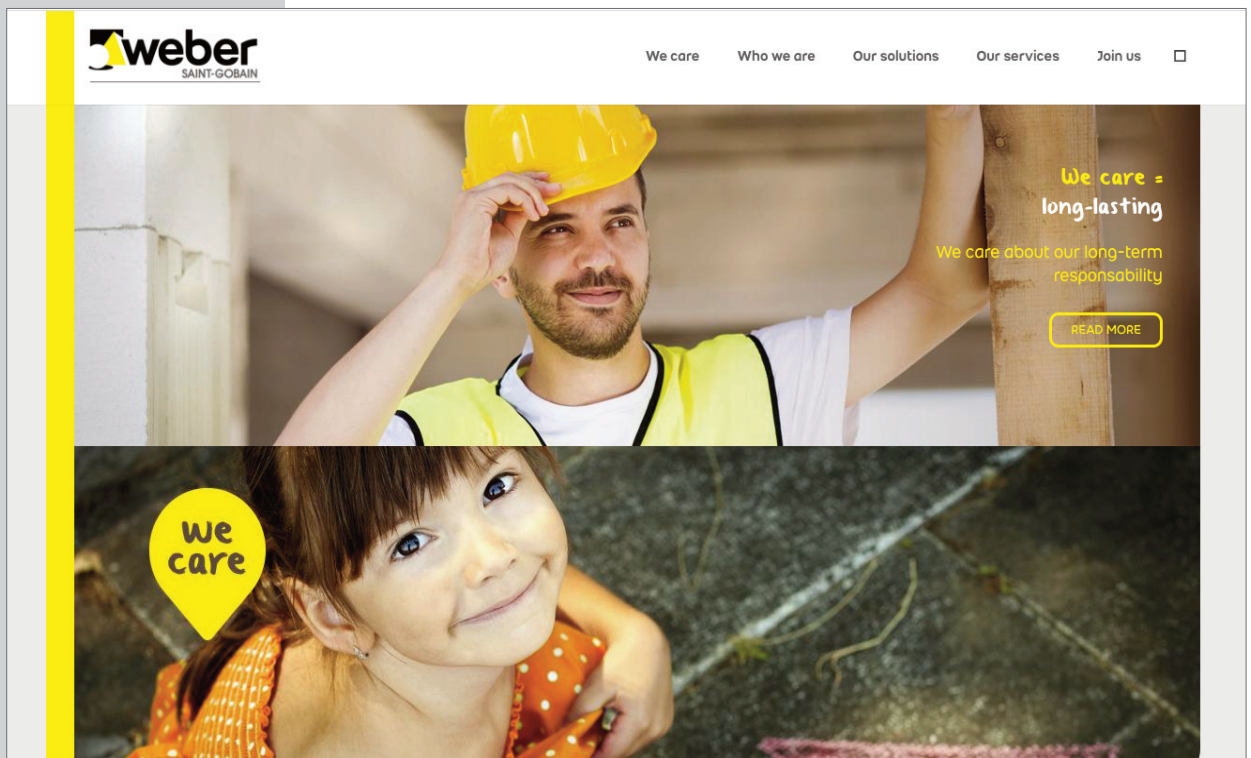 weber
SAINT-GOBAIN
We care Who we are Our solutions Our services Join us
We care =
long-lasting
We care about our long-term
responsability
READ MORE
we
care